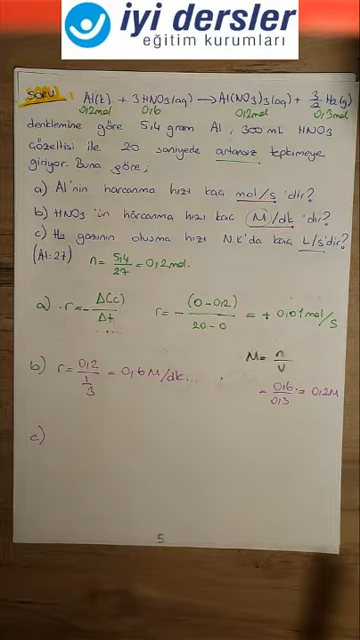 iyi dersler
eğitim kurumları
SORU: Al(k) + 3HNO3(aq) → Al(NO3)3(aq) + 3/2 H2(g)
0,2mol 0,6 0,2mol 0,3mol
denklemine göre 5,4 gram Al, 300 mL HNO3
çözeltisi ile 20 saniyede artansız tepkimeye
giriyor. Buna göre;
a) Al'nin harcanma hızı kaç mol/s 'dir?
b) HNO3 'ün harcanma hızı kaç (M/dk 'dır?
c) H2 gazının oluşma hızı N.K'da kaç L/s'dir?
(Al:27) n = 5,4/27 = 0,2mol.
a) r = - Δ(c)/Δt r = - (0-0,2)/20-0 = + 0,01 mol/s
b) r = 0,2/(1/3) = 0,6 M/dk... M = n/v
= 0,6/0,3 = 0,2M
c)
5